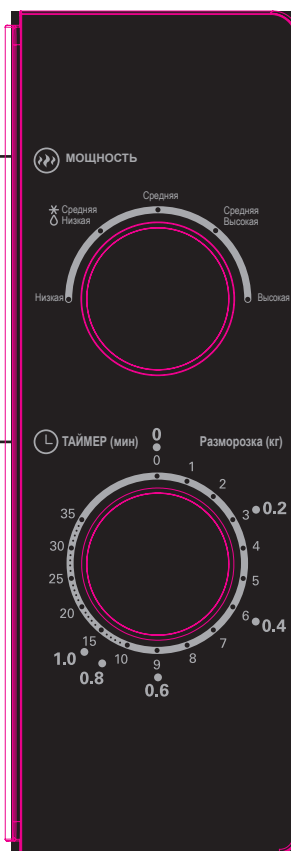 МОЩНОСТЬ
Средняя
Средняя
Низкая
Средняя
Высокая
Низкая
Высокая
ТАЙМЕР (мин)
0
Разморозка (кг)
0
1
2
3
0.2
4
5
6
0.4
7
8
9
0.6
10
0.8
15
1.0
20
25
30
35